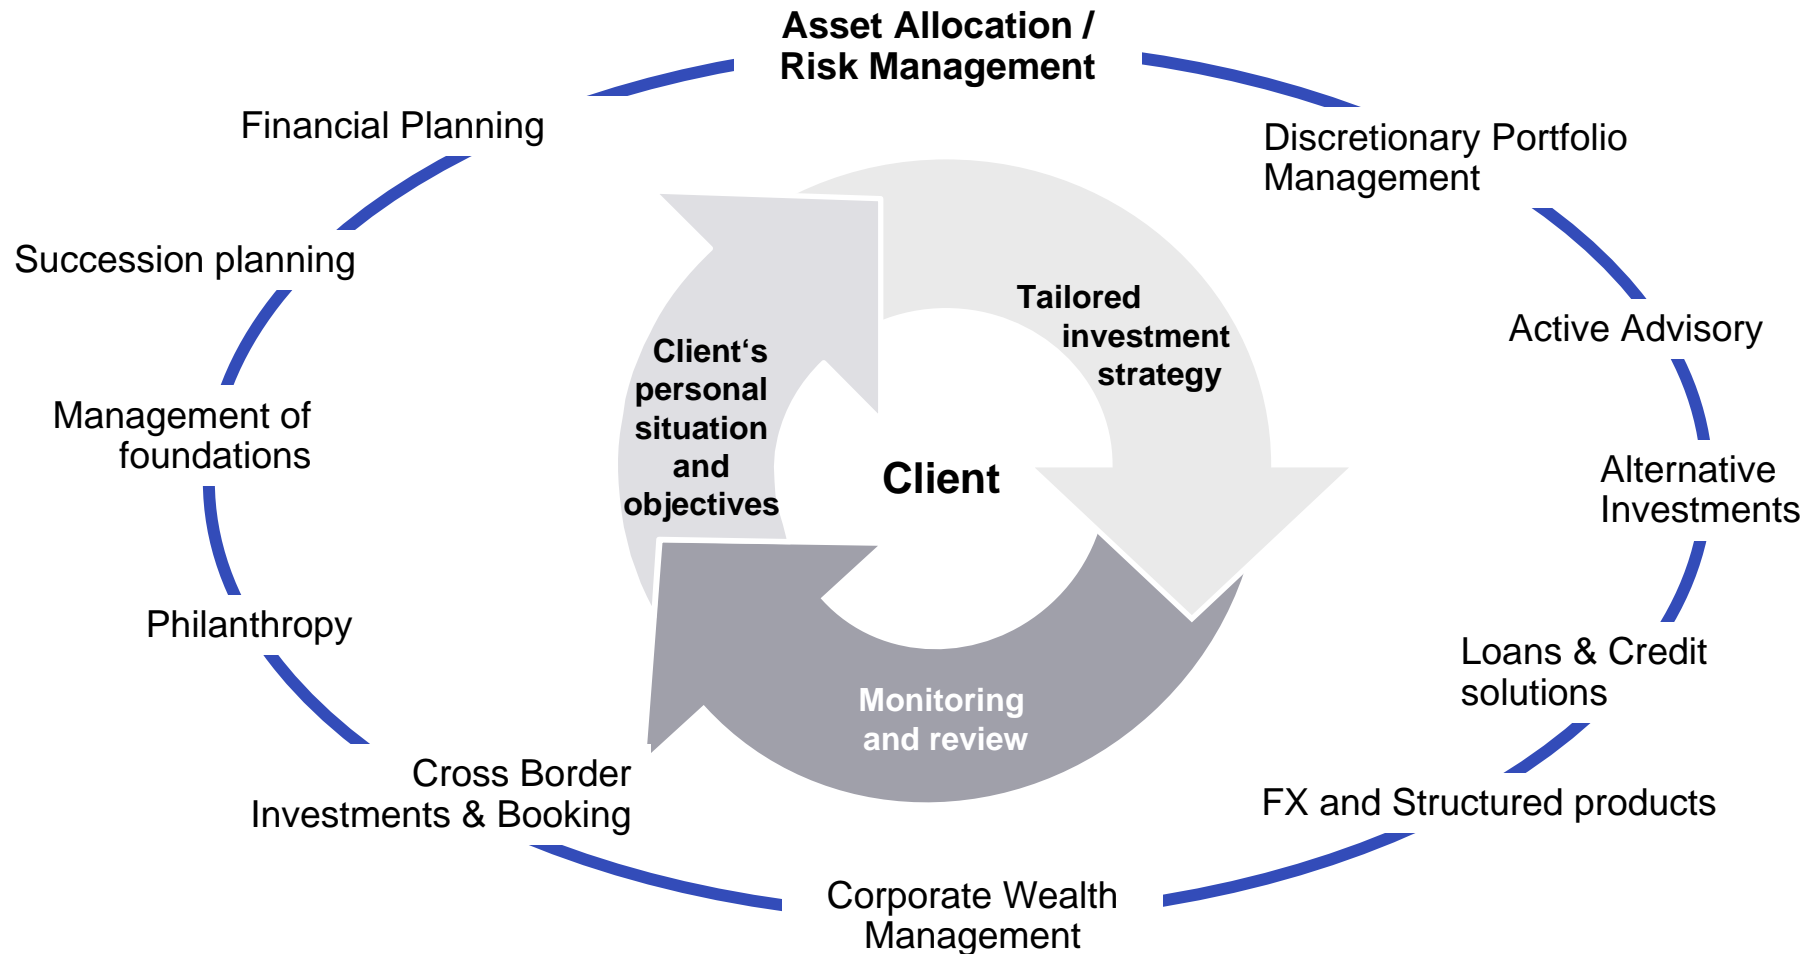 Asset Allocation /
Risk Management
Financial Planning
Discretionary Portfolio
Management
Succession planning
Active Advisory
Management of
foundations
Alternative
Investments
Philanthropy
Loans & Credit
solutions
Cross Border
Investments & Booking
FX and Structured products
Corporate Wealth
Management
Tailored
investment
strategy
Client‘s
personal
situation
and
objectives
Client
Monitoring
and review